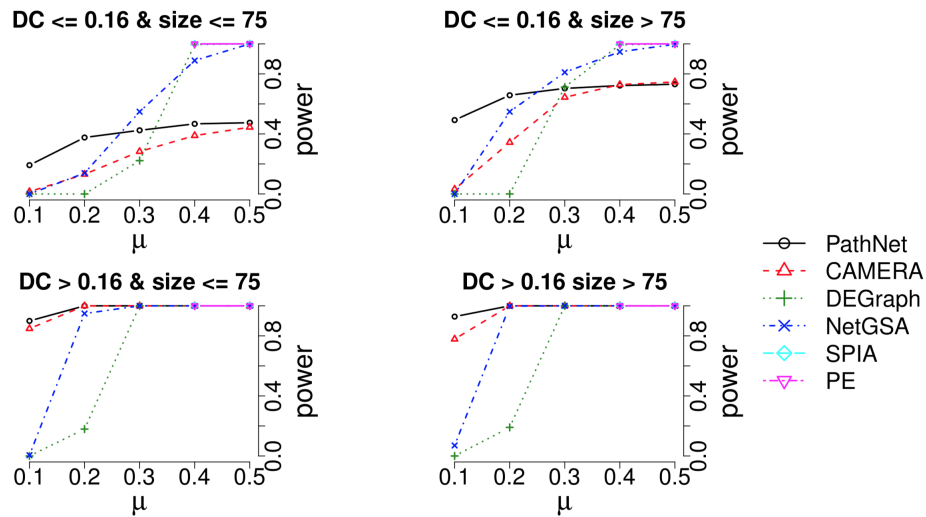 DC <= 0.16 & size <= 75
0.0 0.4 0.8
power
0.1 0.2 0.3 0.4 0.5
μ
DC <= 0.16 & size > 75
0.0 0.4 0.8
power
0.1 0.2 0.3 0.4 0.5
μ
DC > 0.16 & size <= 75
0.0 0.4 0.8
power
0.1 0.2 0.3 0.4 0.5
μ
DC > 0.16 size > 75
0.0 0.4 0.8
power
0.1 0.2 0.3 0.4 0.5
μ
PathNet
CAMERA
DEGraph
NetGSA
SPIA
PE